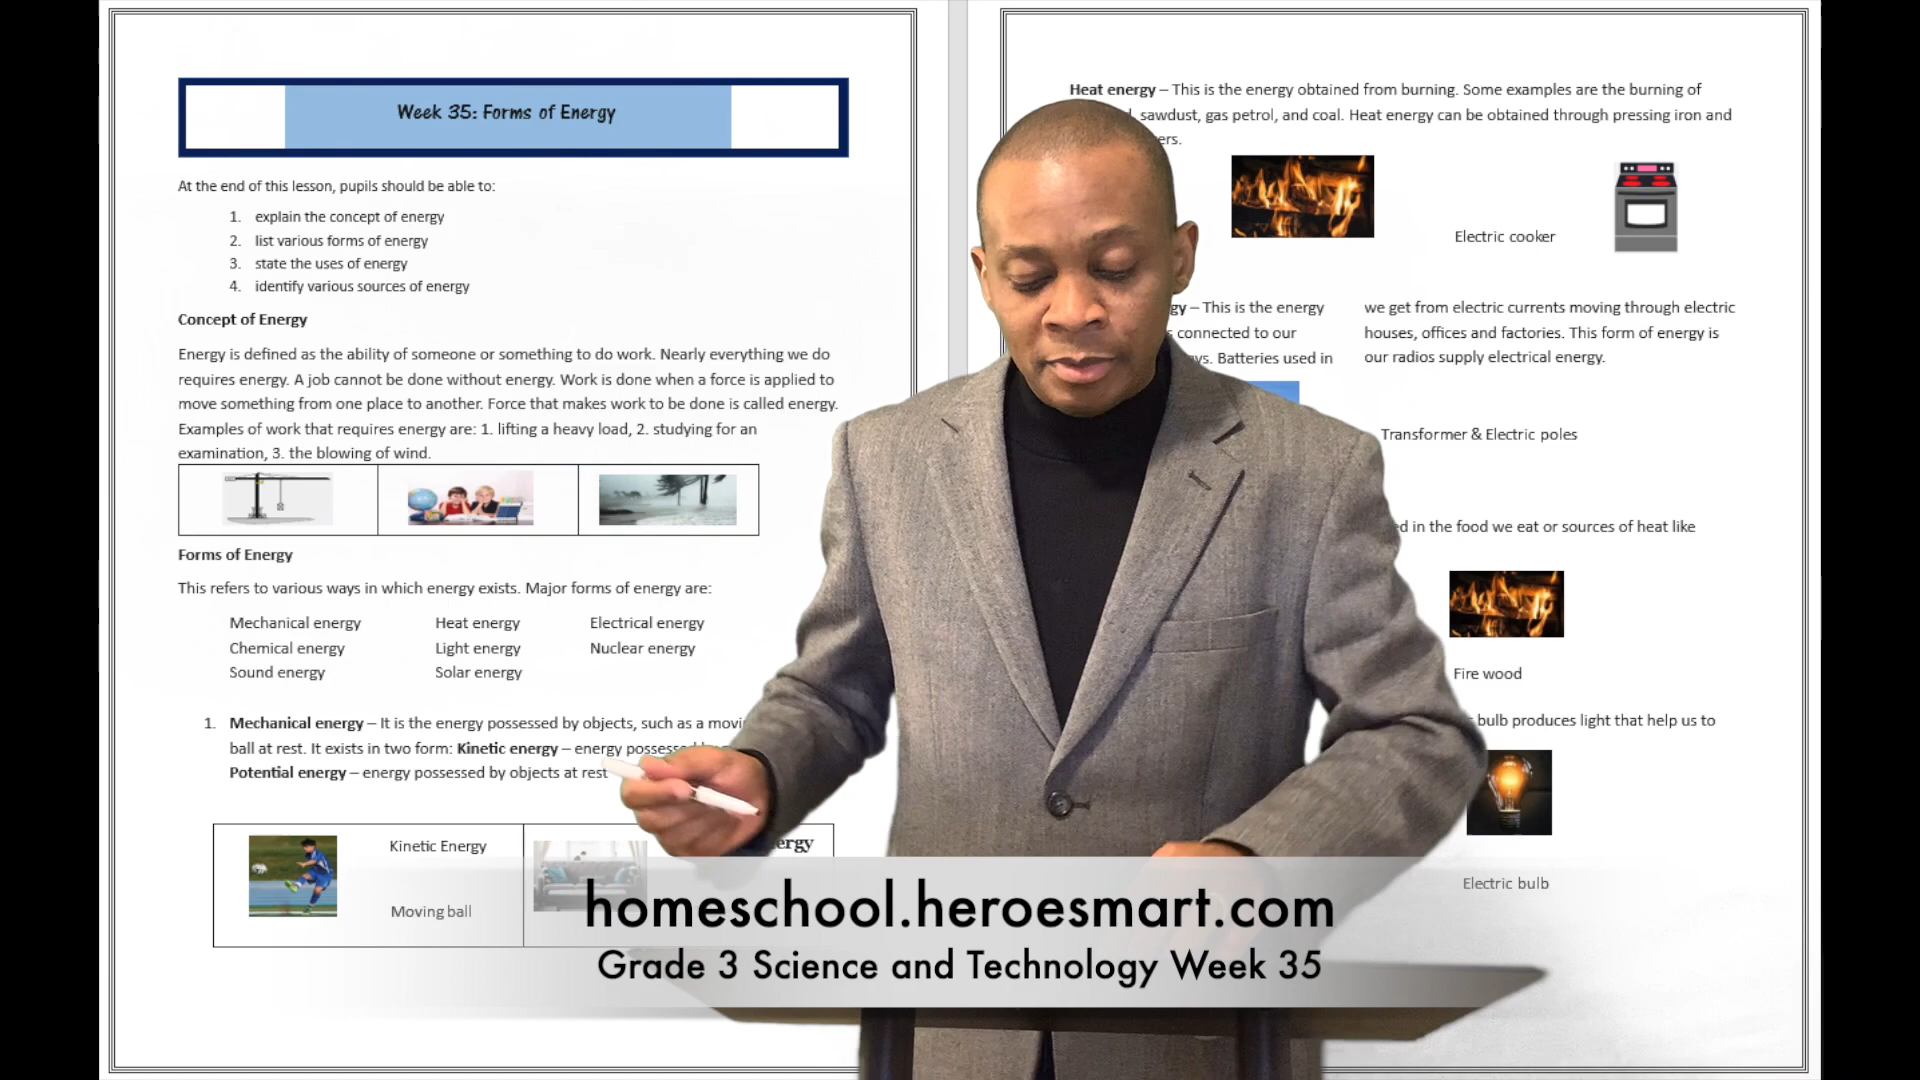 Week 35: Forms of Energy
At the end of this lesson, pupils should be able to:
1. explain the concept of energy
2. list various forms of energy
3. state the uses of energy
4. identify various sources of energy
Concept of Energy
Energy is defined as the ability of someone or something to do work. Nearly everything we do
requires energy. A job cannot be done without energy. Work is done when a force is applied to
move something from one place to another. Force that makes work to be done is called energy.
Examples of work that requires energy are: 1. lifting a heavy load, 2. studying for an
examination, 3. the blowing of wind.
Forms of Energy
This refers to various ways in which energy exists. Major forms of energy are:
Mechanical energy Heat energy Electrical energy
Chemical energy Light energy Nuclear energy
Sound energy Solar energy
1. Mechanical energy – It is the energy possessed by objects, such as a
ball at rest. It exists in two form: Kinetic energy – energy
Potential energy – energy possessed by objects at rest
Kinetic Energy
Moving ball
Heat energy – This is the energy obtained from burning. Some examples are the burning of
sawdust, gas petrol, and coal. Heat energy can be obtained through pressing iron and
Electric cooker
– This is the energy we get from electric currents moving through electric
connected to our houses, offices and factories. This form of energy is
Batteries used in our radios supply electrical energy.
Transformer & Electric poles
in the food we eat or sources of heat like
Fire wood
bulb produces light that help us to
Electric bulb
homeschool.heroesmart.com
Grade 3 Science and Technology Week 35